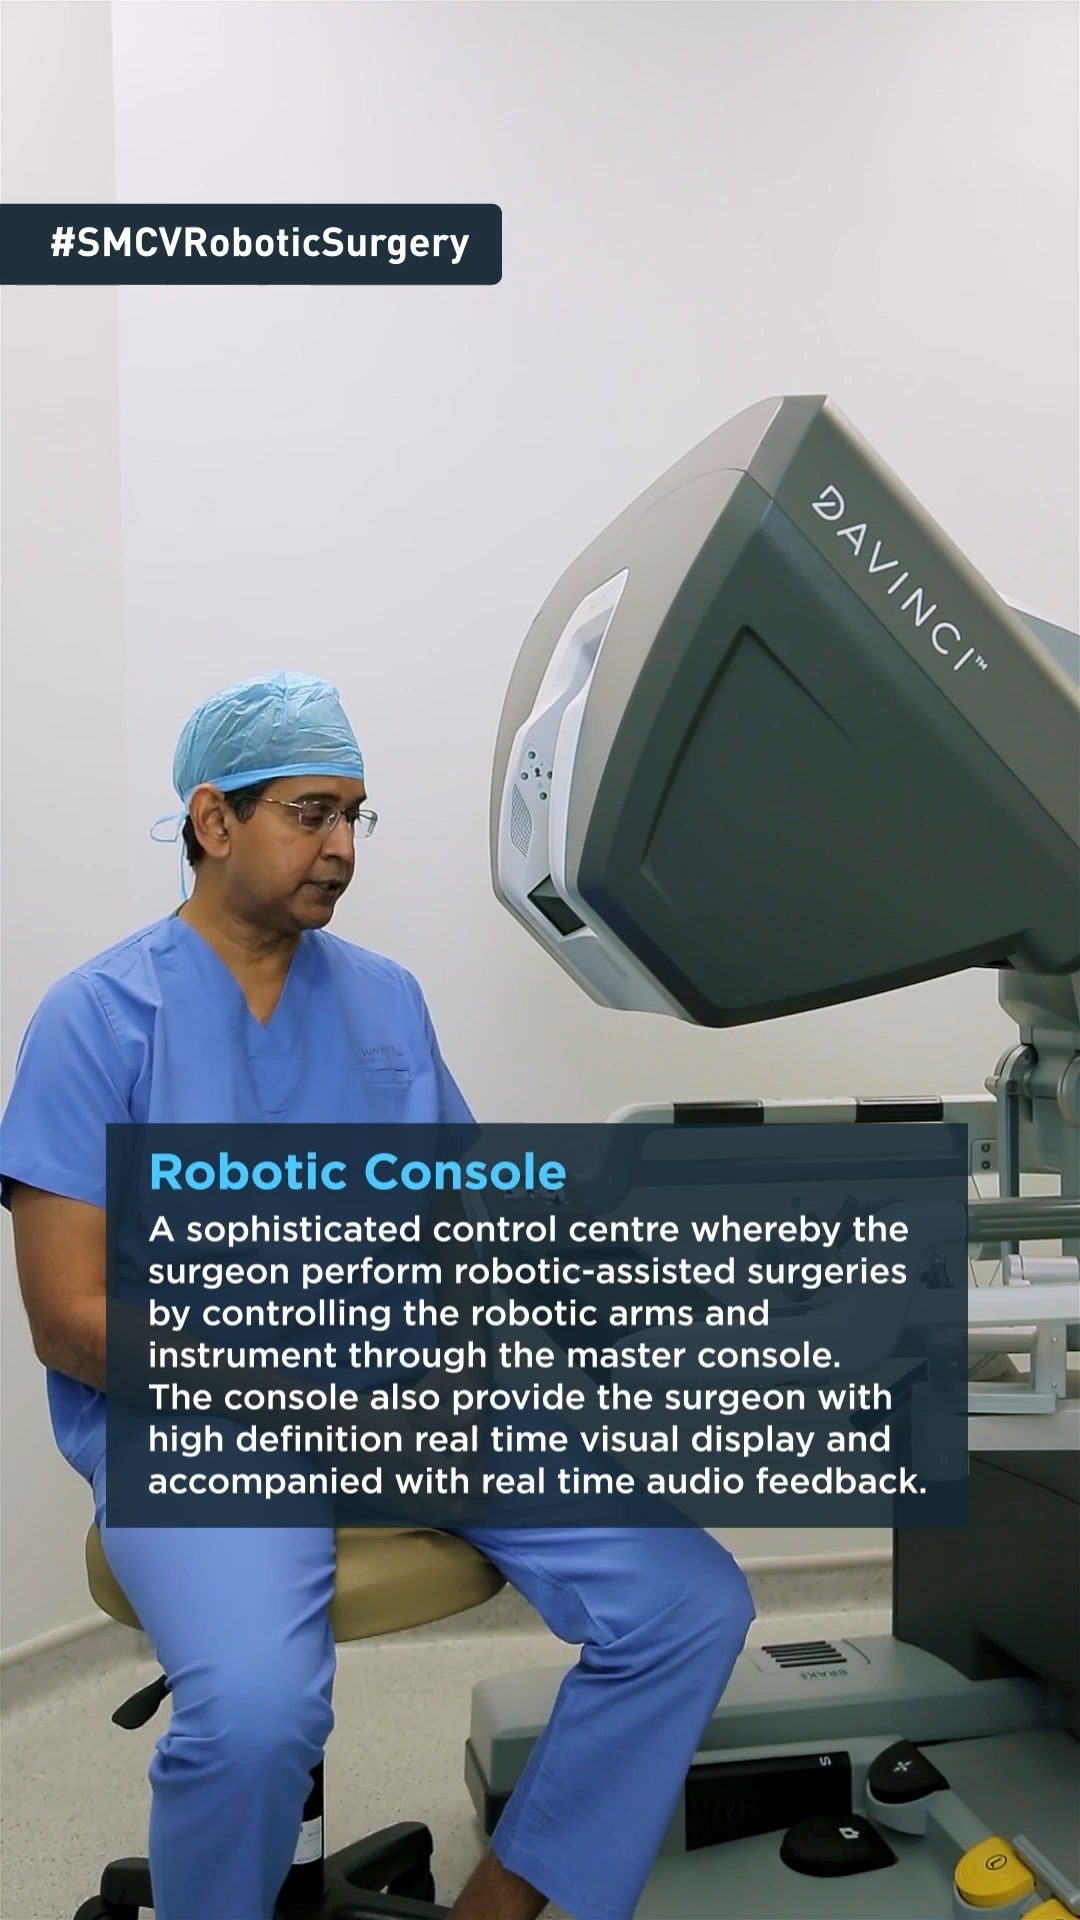 #SMCVRoboticSurgery
DAVINCI™
Robotic Console
A sophisticated control centre whereby the
surgeon perform robotic-assisted surgeries
by controlling the robotic arms and
instrument through the master console.
The console also provide the surgeon with
high definition real time visual display and
accompanied with real time audio feedback.
BRAKE
S